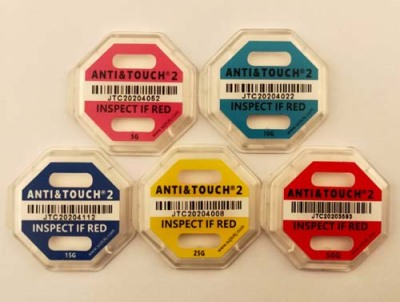 ANTI&TOUCH® 2
JTC20204052
INSPECT IF RED
5G
ANTI&TOUCH® 2
JTC20204022
INSPECT IF RED
10G
ANTI&TOUCH® 2
JTC20204112
INSPECT IF RED
15G
ANTI&TOUCH® 2
JTC20204008
INSPECT IF RED
25G
ANTI&TOUCH® 2
JTC20203593
INSPECT IF RED